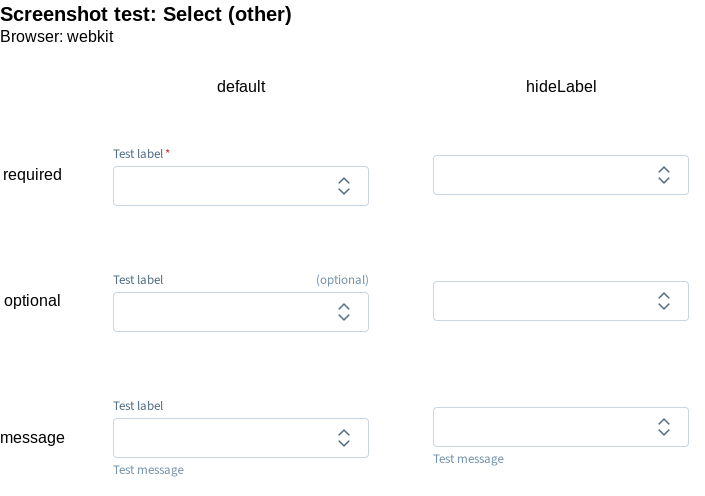 Screenshot test: Select (other)
Browser: webkit
default hideLabel
required
Test label *
optional
Test label (optional)
message
Test label
Test message
Test message